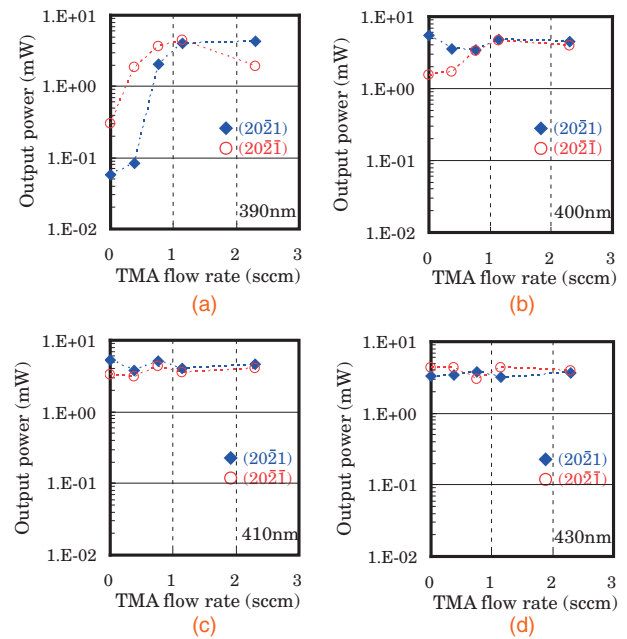 1.E+01
1.E+00
1.E-01
1.E-02
Output power (mW)
(202̄1)
(202̄1̄)
390nm
0 1 2 3
TMA flow rate (sccm)
(a)
1.E+01
1.E+00
1.E-01
1.E-02
Output power (mW)
(202̄1)
(202̄1̄)
400nm
0 1 2 3
TMA flow rate (sccm)
(b)
1.E+01
1.E+00
1.E-01
1.E-02
Output power (mW)
(202̄1)
(202̄1̄)
410nm
0 1 2 3
TMA flow rate (sccm)
(c)
1.E+01
1.E+00
1.E-01
1.E-02
Output power (mW)
(202̄1)
(202̄1̄)
430nm
0 1 2 3
TMA flow rate (sccm)
(d)